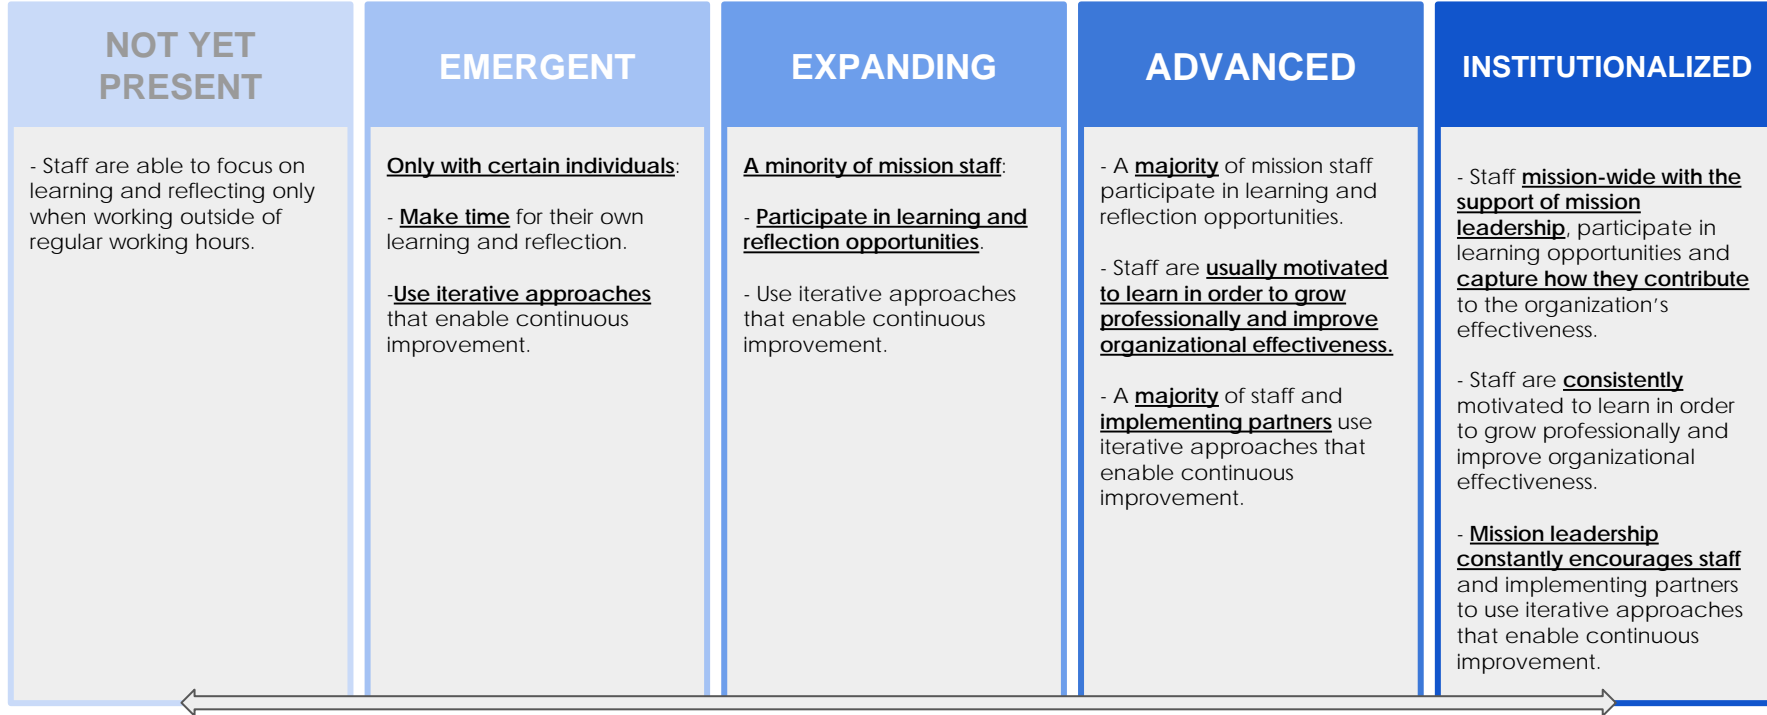 NOT YET
PRESENT
- Staff are able to focus on
learning and reflecting only
when working outside of
regular working hours.
EMERGENT
Only with certain individuals:
- Make time for their own
learning and reflection.
-Use iterative approaches
that enable continuous
improvement.
EXPANDING
A minority of mission staff:
- Participate in learning and
reflection opportunities.
- Use iterative approaches
that enable continuous
improvement.
ADVANCED
- A majority of mission staff
participate in learning and
reflection opportunities.
- Staff are usually motivated
to learn in order to grow
professionally and improve
organizational effectiveness.
- A majority of staff and
implementing partners use
iterative approaches that
enable continuous
improvement.
INSTITUTIONALIZED
- Staff mission-wide with the
support of mission
leadership, participate in
learning opportunities and
capture how they contribute
to the organization’s
effectiveness.
- Staff are consistently
motivated to learn in order
to grow professionally and
improve organizational
effectiveness.
- Mission leadership
constantly encourages staff
and implementing partners
to use iterative approaches
that enable continuous
improvement.